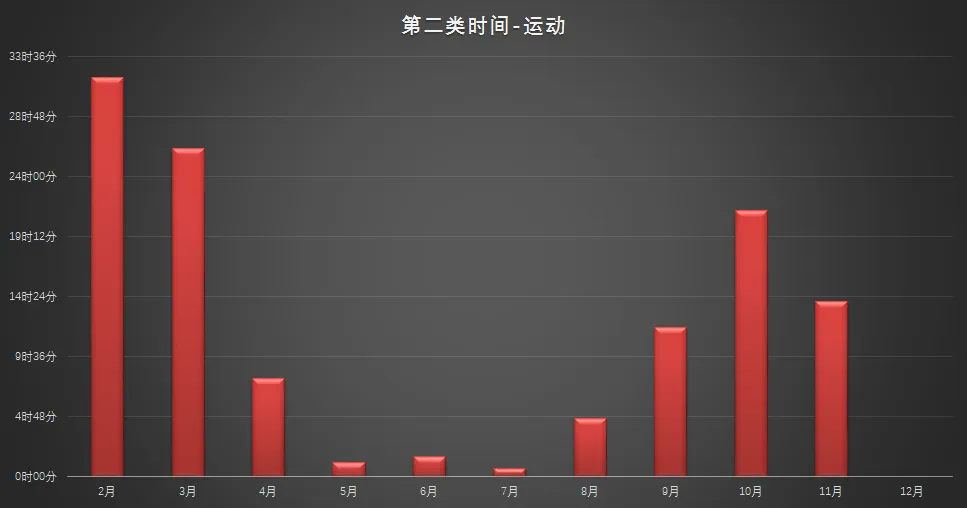 第二类时间-运动
33时36分
28时48分
24时00分
19时12分
14时24分
9时36分
4时48分
0时00分
2月 3月 4月 5月 6月 7月 8月 9月 10月 11月 12月